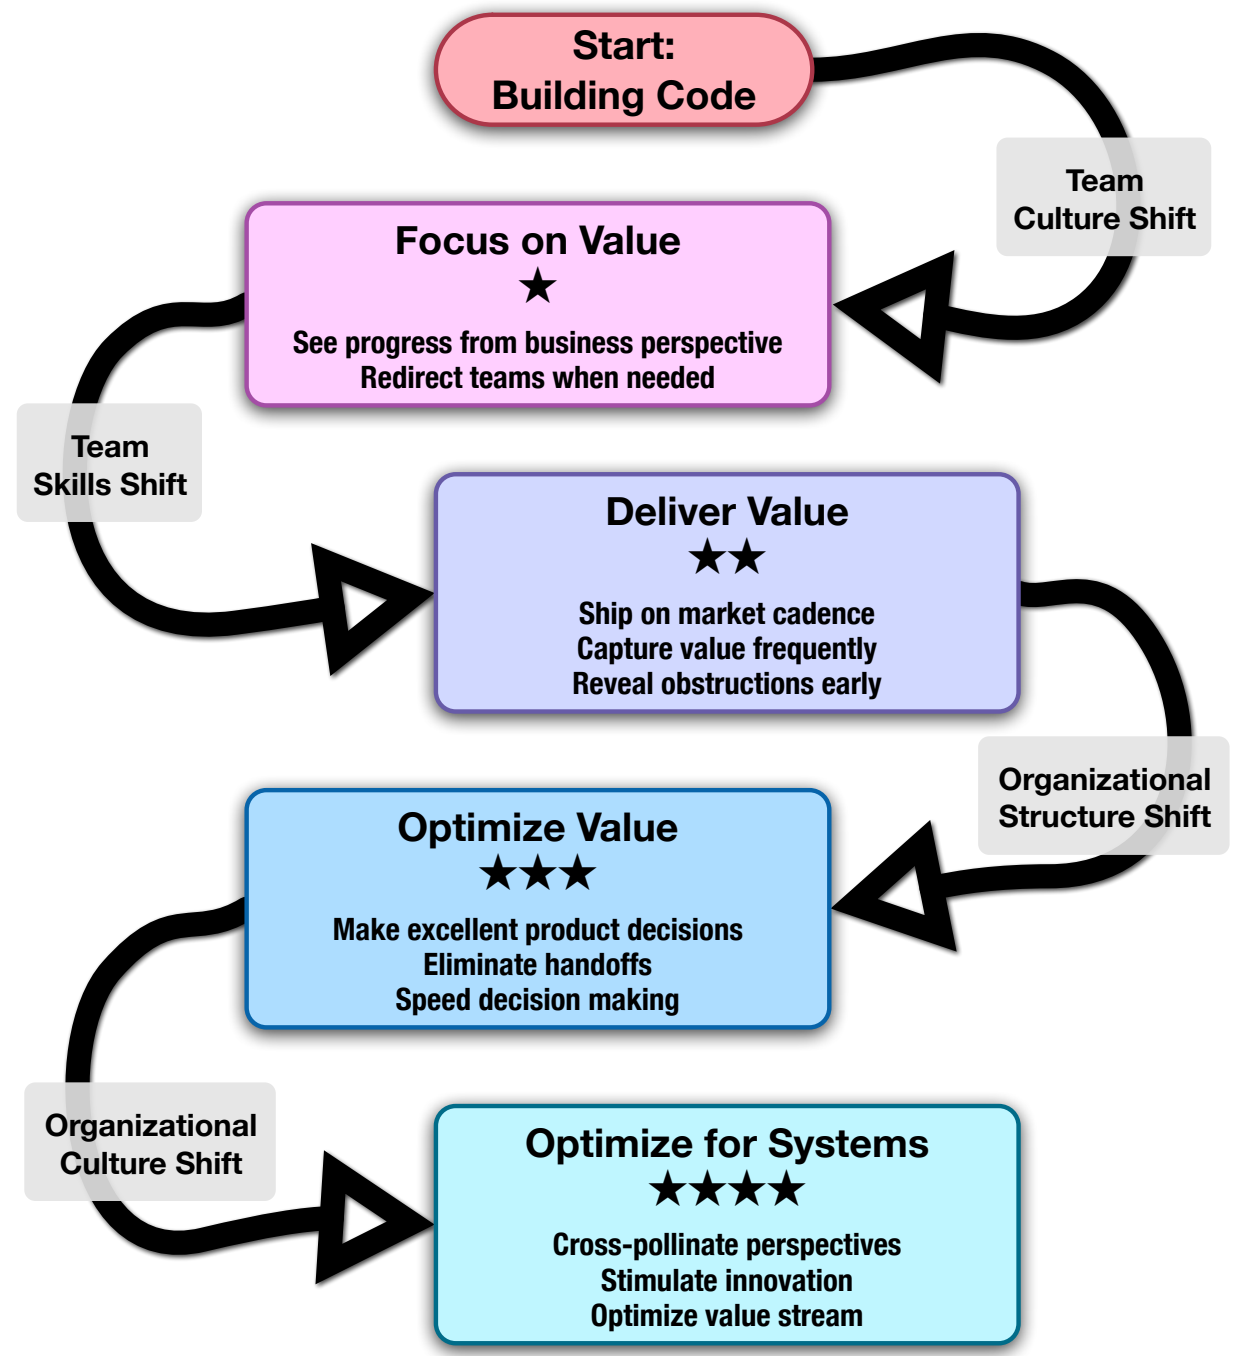 Start:
Building Code
Team
Culture Shift
Focus on Value
★
See progress from business perspective
Redirect teams when needed
Team
Skills Shift
Deliver Value
★★
Ship on market cadence
Capture value frequently
Reveal obstructions early
Organizational
Structure Shift
Optimize Value
★★★
Make excellent product decisions
Eliminate handoffs
Speed decision making
Organizational
Culture Shift
Optimize for Systems
★★★★
Cross-pollinate perspectives
Stimulate innovation
Optimize value stream